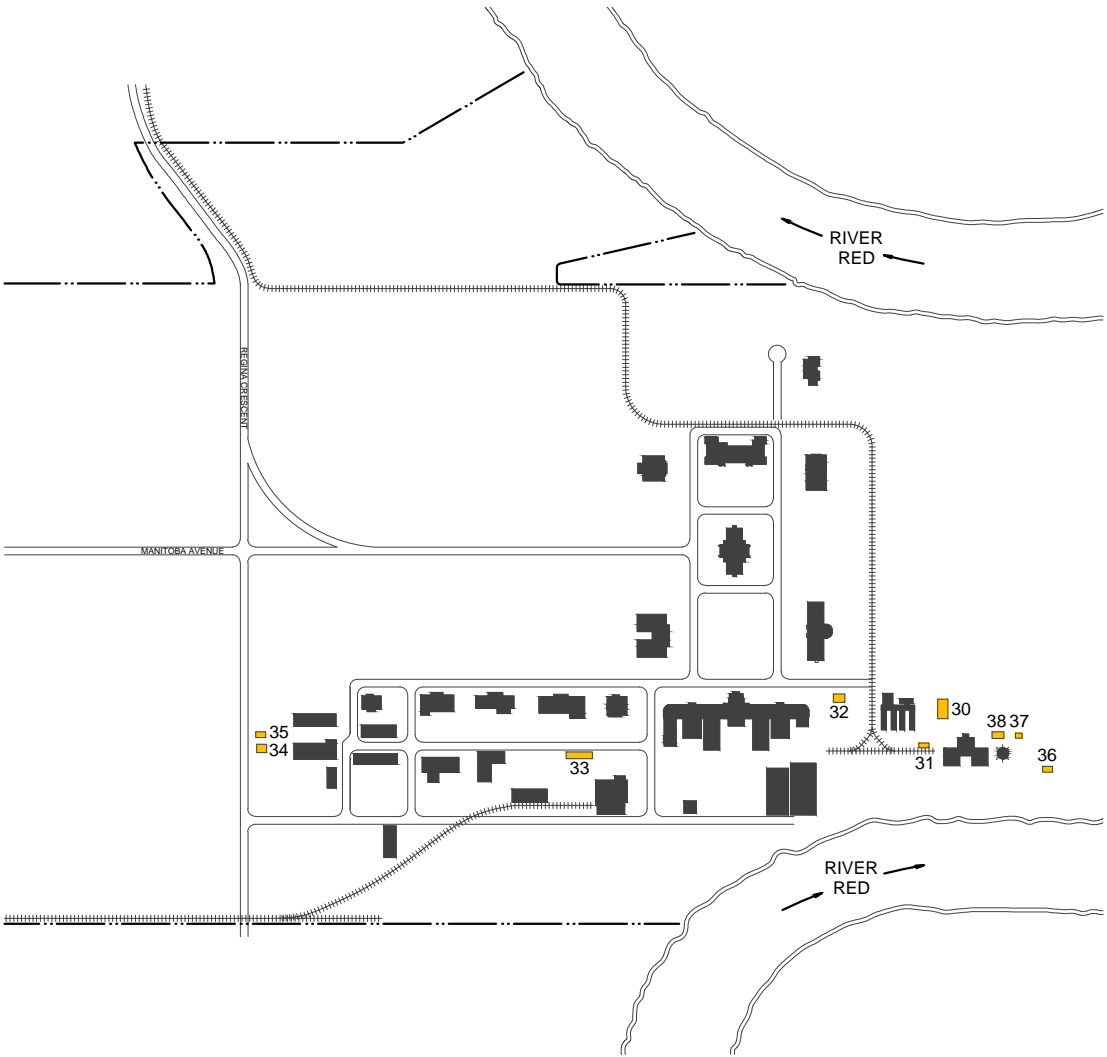 RIVER
RED
REGINA CRESCENT
MANITOBA AVENUE
32
30
38 37
35
34
33
31
36
RIVER
RED